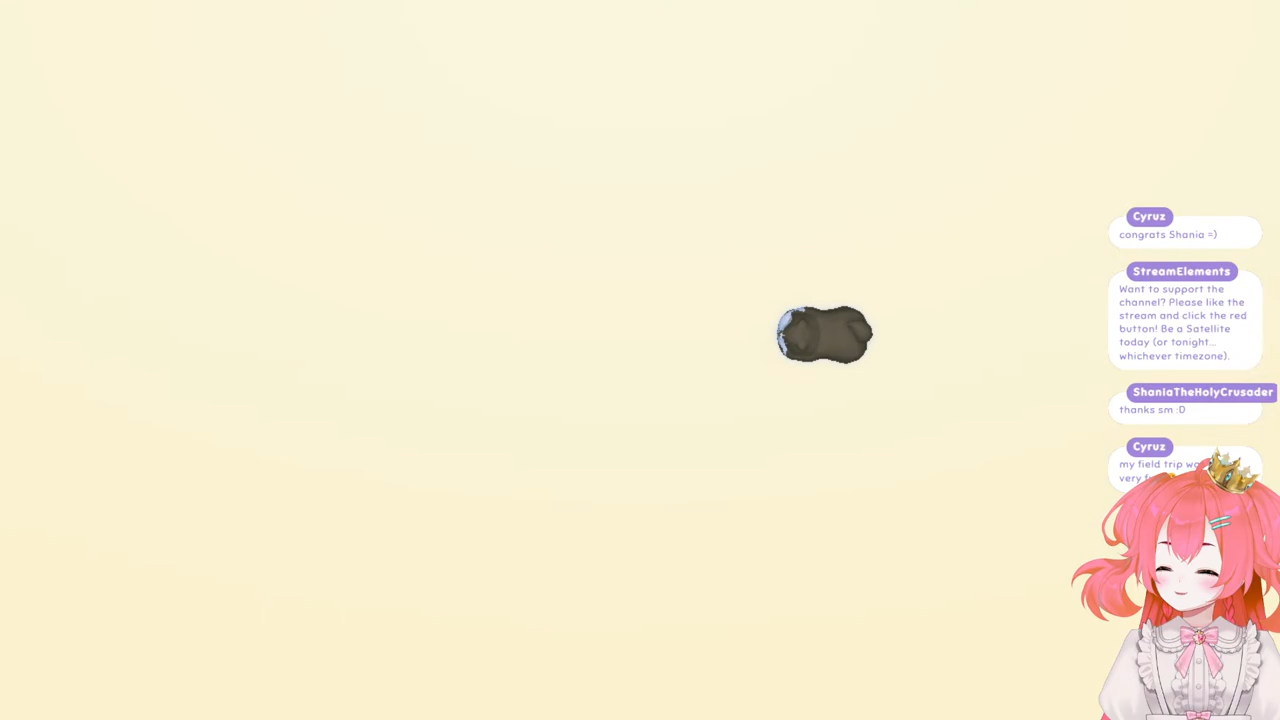 Cyruz
congrats Shania =)
StreamElements
Want to support the
channel? Please like the
stream and click the red
button! Be a Satellite
today (or tonight...
whichever timezone).
ShaniaTheHolyCrusader
thanks sm :D
Cyruz
my field trip
very